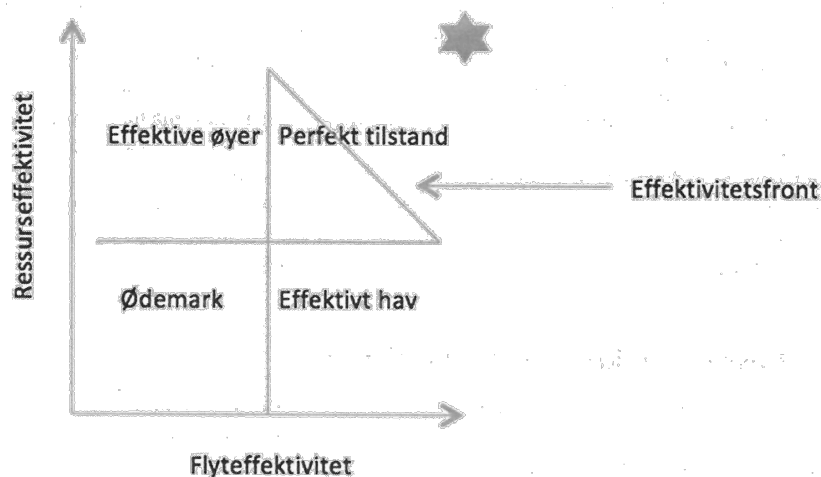 Ressurseffektivitet
Effektive øyer
Perfekt tilstand
Effektivitetsfront
Ødemark
Effektivt hav
Flyteffektivitet